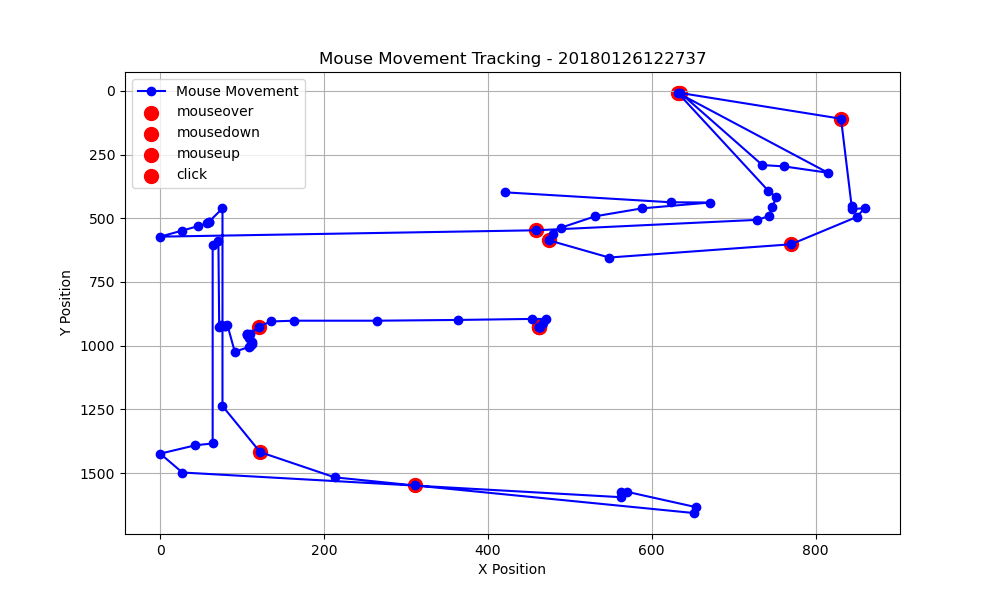 Mouse Movement Tracking - 20180126122737
Mouse Movement
mouseover
mousedown
mouseup
click
0
250
500
750
1000
1250
1500
Y Position
0 200 400 600 800
X Position